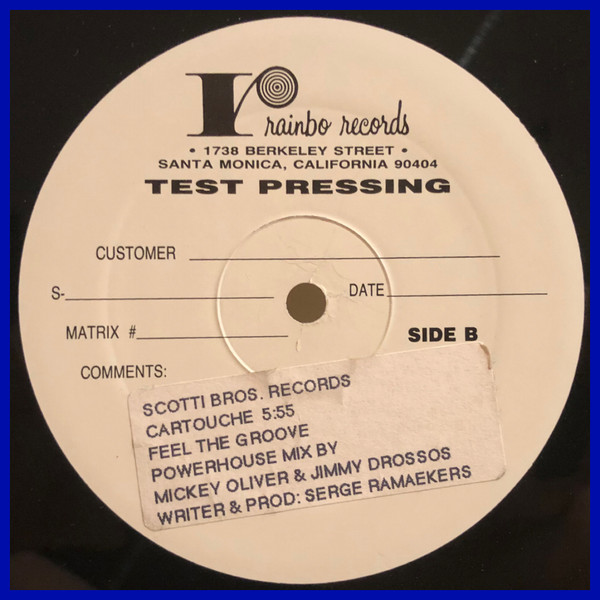 r rainbo records
• 1738 BERKELEY STREET •
SANTA MONICA, CALIFORNIA 90404
TEST PRESSING
CUSTOMER
S- DATE
MATRIX # SIDE B
COMMENTS:
SCOTTI BROS. RECORDS
CARTOUCHE 5:55
FEEL THE GROOVE
POWERHOUSE MIX BY
MICKEY OLIVER & JIMMY DROSSOS
WRITER & PROD: SERGE RAMAEKERS